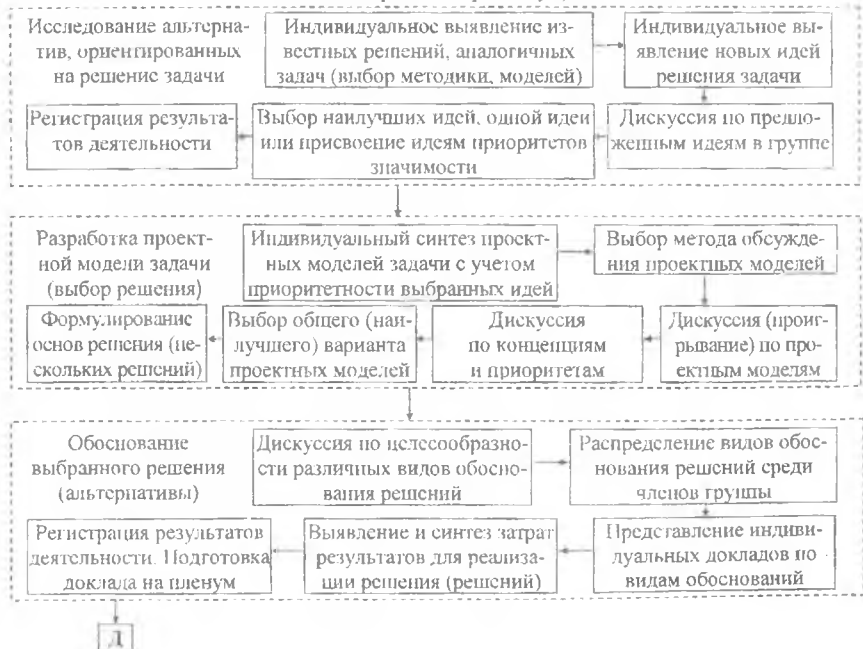 Исследование альтерна-
тив, ориентированных
на решение задачи
Индивидуальное выявление из-
вестных решений, аналогичных
задач (выбор методики, моделей)
Индивидуальное вы-
явление новых идей
решения задачи
Регистрация результа-
тов деятельности
Выбор наилучших идей, одной идеи
или присвоение идеям приоритетов
значимости
Дискуссия по предло-
женным идеям в группе
Разработка проект-
ной модели задачи
(выбор решения)
Индивидуальный синтез проект-
ных моделей задачи с учетом
приоритетности выбранных идей
Выбор метода обсужде-
ния проектных моделей
Формулирование
основ решения (не-
скольких решений)
Выбор общего (наи-
лучшего) варианта
проектных моделей
Дискуссия
по концепциям
и приоритетам
Дискуссия (проиг-
рывание) по про-
ектным моделям
Обоснование
выбранного решения
(альтернативы)
Дискуссия по целесообраз­ности
сти различных видов обосно-
вания решений
Распределение видов обос-
нования решений среди
членов группы
Регистрация результатов
деятельности. Подготовка
доклада на пленум
Выявление и синтез затрат
результатов для реализа-
ции решения (решений)
Представление индиви-
дуальных докладов по
видам обоснований
Д